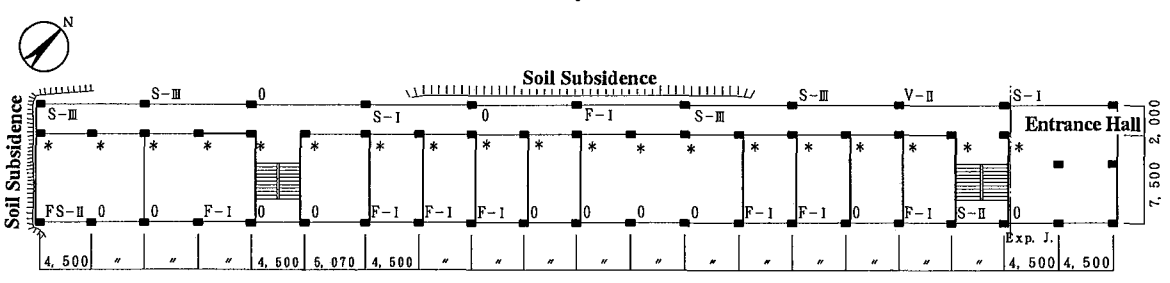 N
Soil Subsidence
S-Ⅲ 0 S-Ⅲ V-Ⅱ S-Ⅰ
S-Ⅲ S-Ⅰ 0 F-Ⅰ S-Ⅲ
Entrance Hall
2,000
* * * * * * * * * * * * * * * * * * *
Soil Subsidence
7,500
FS-Ⅱ 0 0 F-Ⅰ 0 0 F-Ⅰ F-Ⅰ F-Ⅰ 0 0 0 0 F-Ⅰ F-Ⅰ 0 F-Ⅰ S-Ⅱ 0
Exp. J.
4,500 〃 〃 〃 4,500 5,070 4,500 〃 〃 〃 〃 〃 〃 〃 〃 〃 〃 〃 4,500 4,500